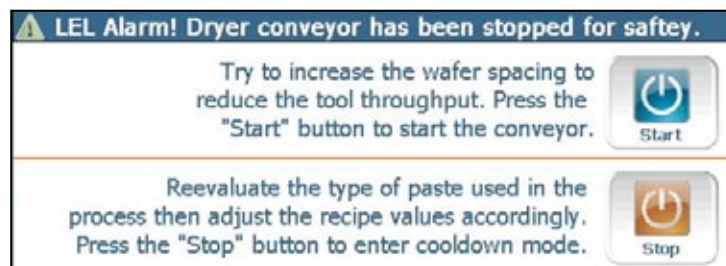 LEL Alarm! Dryer conveyor has been stopped for saftey.
Try to increase the wafer spacing to
reduce the tool throughput. Press the
"Start" button to start the conveyor.
Start
Reevaluate the type of paste used in the
process then adjust the recipe values accordingly.
Press the "Stop" button to enter cooldown mode.
Stop